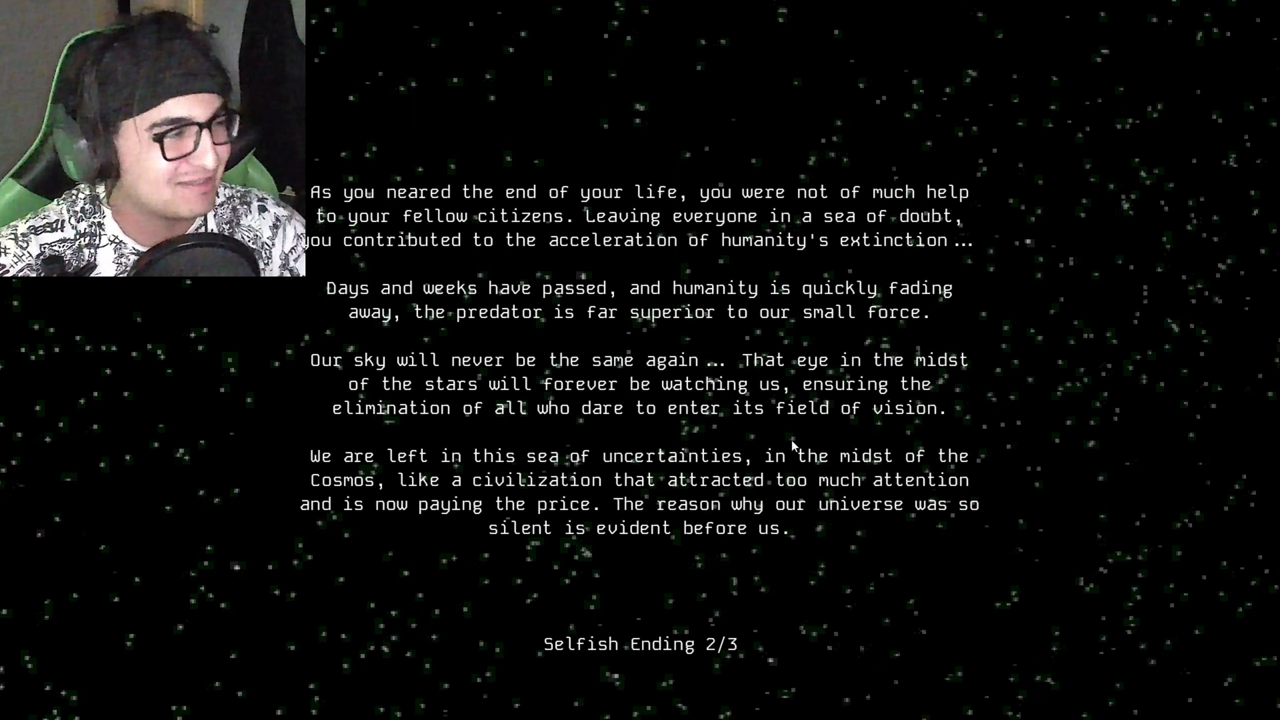 As you neared the end of your life, you were not of much help
to your fellow citizens. Leaving everyone in a sea of doubt,
you contributed to the acceleration of humanity's extinction...
Days and weeks have passed, and humanity is quickly fading
away, the predator is far superior to our small force.
Our sky will never be the same again... That eye in the midst
of the stars will forever be watching us, ensuring the
elimination of all who dare to enter its field of vision.
We are left in this sea of uncertainties, in the midst of the
Cosmos, like a civilization that attracted too much attention
and is now paying the price. The reason why our universe was so
silent is evident before us.
Selfish Ending 2/3